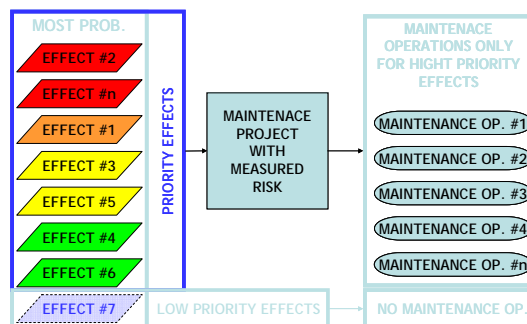 MOST PROB.
EFFECT #2
EFFECT #n
EFFECT #1
EFFECT #3
EFFECT #5
EFFECT #4
EFFECT #6
EFFECT #7
PRIORITY EFFECTS
LOW PRIORITY EFFECTS
MAINTENACE
PROJECT
WITH
MEASURED
RISK
MAINTENACE
OPERATIONS ONLY
FOR HIGHT PRIORITY
EFFECTS
MAINTENANCE OP. #1
MAINTENANCE OP. #2
MAINTENANCE OP. #3
MAINTENANCE OP. #4
MAINTENANCE OP. #n
NO MAINTENANCE OP.